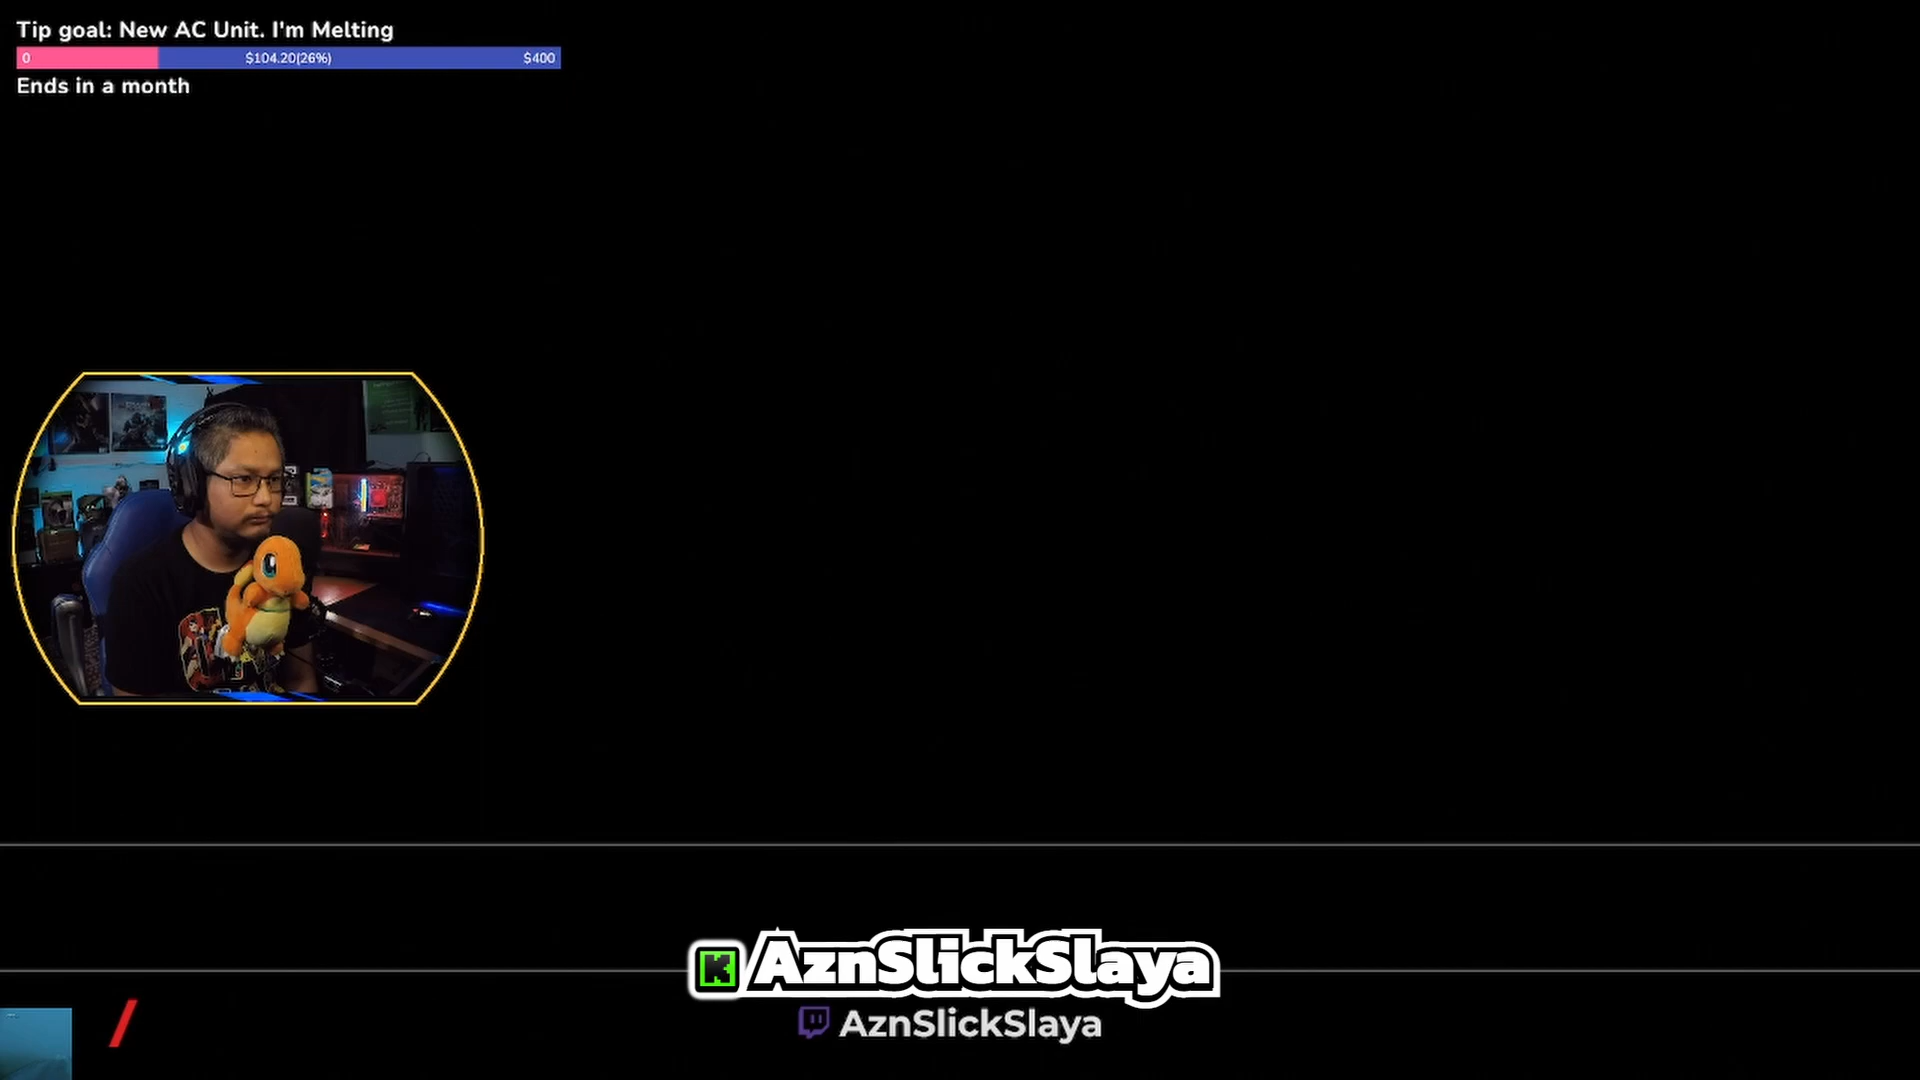 Tip goal: New AC Unit. I'm Melting
0 $104.20(26%) $400
Ends in a month
K AznSlickSlaya
/
AznSlickSlaya